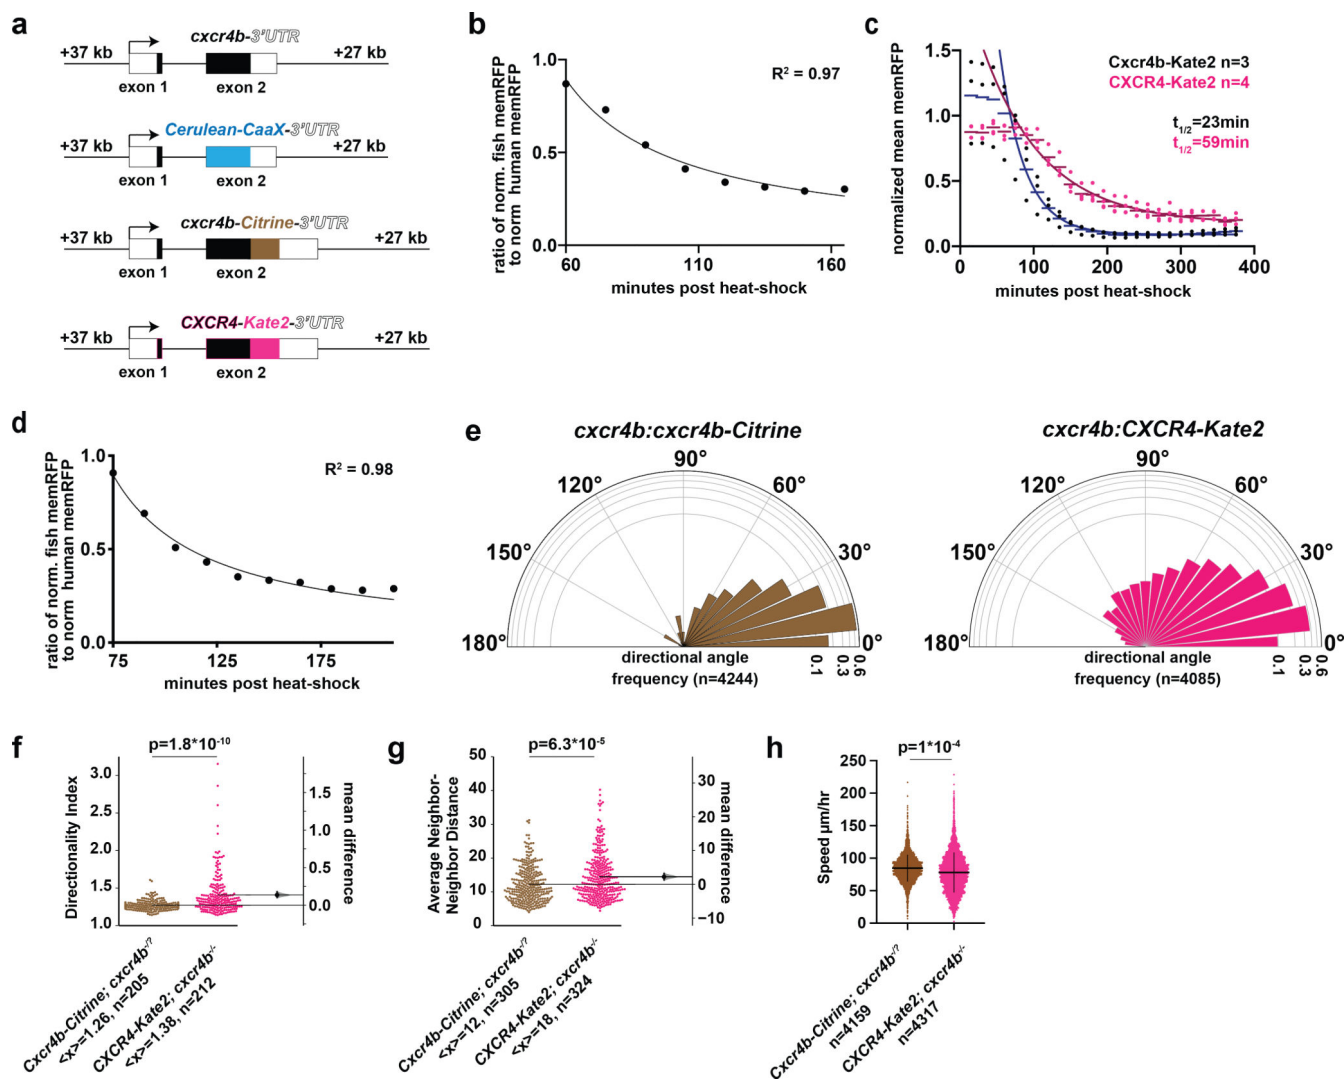 a
cxcr4b-3'UTR
+37 kb
+27 kb
exon 1
exon 2
Cerulean-CaaX-3'UTR
+37 kb
+27 kb
exon 1
exon 2
cxcr4b-Citrine-3'UTR
+37 kb
+27 kb
exon 1
exon 2
CXCR4-Kate2-3'UTR
+37 kb
+27 kb
exon 1
exon 2
b
ratio of norm. fish memRFP
to norm human memRFP
1.0
0.5
0.0
R² = 0.97
60
110
160
minutes post heat-shock
c
normalized mean memRFP
1.5
1.0
0.5
0.0
Cxcr4b-Kate2 n=3
CXCR4-Kate2 n=4
t1/2=23min
t1/2=59min
0
100
200
300
400
minutes post heat-shock
d
ratio of norm. fish memRFP
to norm human memRFP
1.0
0.5
0.0
R² = 0.98
75
125
175
minutes post heat-shock
e
cxcr4b:cxcr4b-Citrine
90°
120°
60°
150°
30°
180°
0°
0.1
0.3
0.6
directional angle
frequency (n=4244)
cxcr4b:CXCR4-Kate2
90°
120°
60°
150°
30°
180°
0°
0.1
0.3
0.6
directional angle
frequency (n=4085)
f
p=1.8*10⁻¹⁰
Directionality Index
3.0
2.5
2.0
1.5
1.0
mean difference
1.5
1.0
0.5
0.0
Cxcr4b-Citrine; cxcr4b-/?
<x>=1.26, n=205
CXCR4-Kate2; cxcr4b-/-
<x>=1.38, n=212
g
p=6.3*10⁻⁵
Average Neighbor-
Neighbor Distance
50
40
30
20
10
0
mean difference
30
20
10
0
−10
Cxcr4b-Citrine; cxcr4b-/?
<x>=12, n=305
CXCR4-Kate2; cxcr4b-/-
<x>=18, n=324
h
p=1*10⁻⁴
Speed µm/hr
250
200
150
100
50
0
Cxcr4b-Citrine; cxcr4b-/?
n=4159
CXCR4-Kate2; cxcr4b-/-
n=4317